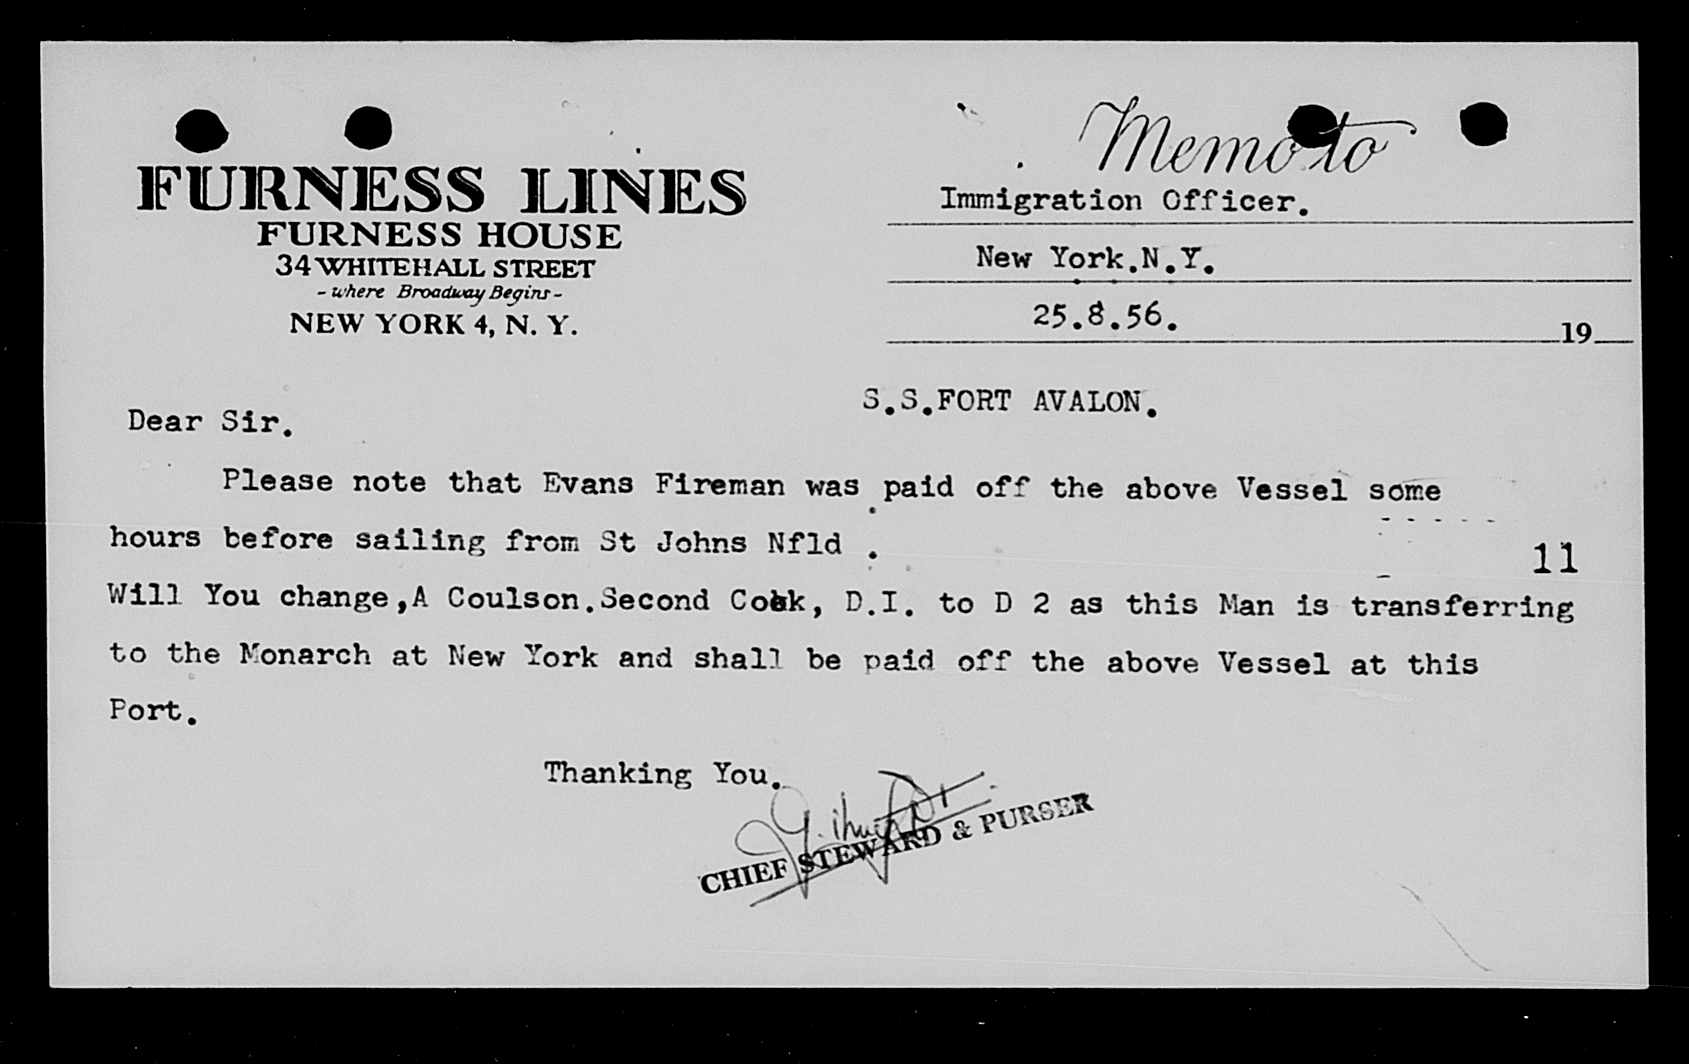 FURNESS LINES
FURNESS HOUSE
34 WHITEHALL STREET
- where Broadway Begins -
NEW YORK 4, N. Y.
Memo to
Immigration Officer.
New York.N.Y.
25.8.56.
19
S.S.FORT AVALON.
Dear Sir.
Please note that Evans Fireman was paid off the above Vessel some
hours before sailing from St Johns Nfld .
11
Will You change,A Coulson.Second Cook, D.I. to D 2 as this Man is transferring
to the Monarch at New York and shall be paid off the above Vessel at this
Port.
Thanking You.
CHIEF STEWARD & PURSER